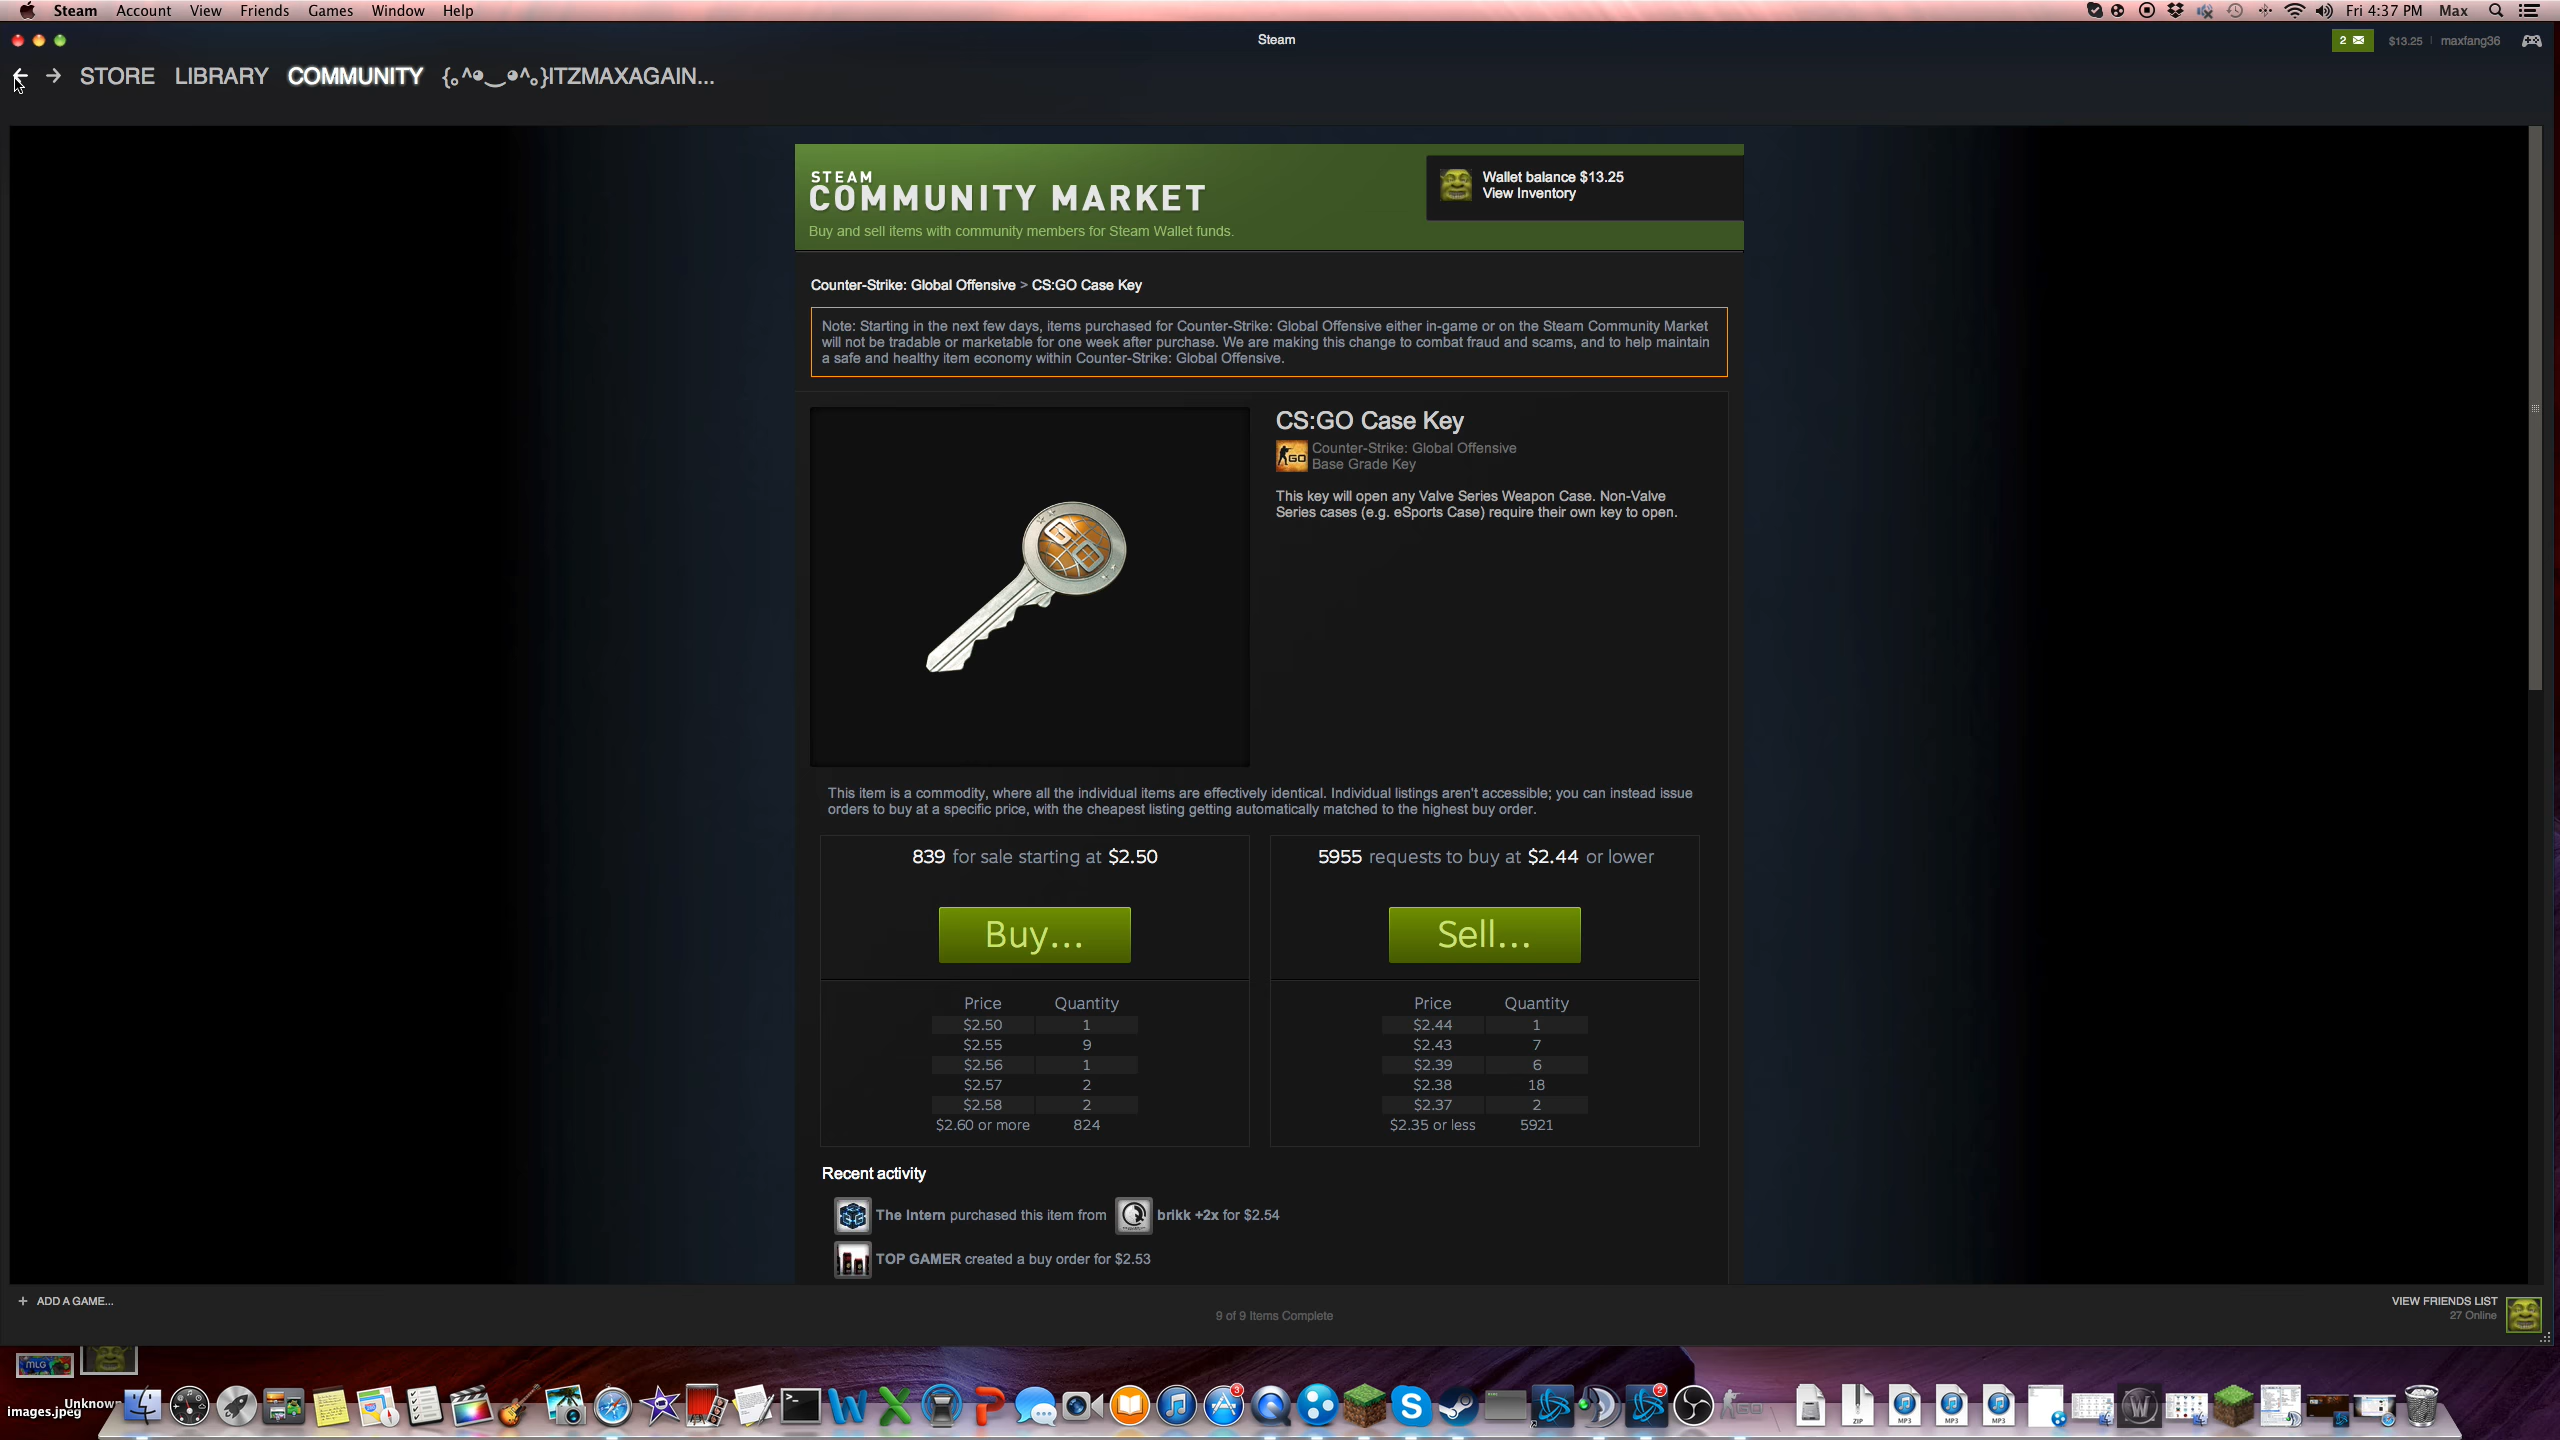 Steam Account View Friends Games Window Help
Fri 4:37 PM Max
Steam
2 $13.25 maxfang36
STORE LIBRARY COMMUNITY {｡^◕‿◕^｡}ITZMAXAGAIN...
STEAM
COMMUNITY MARKET
Buy and sell items with community members for Steam Wallet funds.
Wallet balance $13.25
View Inventory
Counter-Strike: Global Offensive > CS:GO Case Key
Note: Starting in the next few days, items purchased for Counter-Strike: Global Offensive either in-game or on the Steam Community Market
will not be tradable or marketable for one week after purchase. We are making this change to combat fraud and scams, and to help maintain
a safe and healthy item economy within Counter-Strike: Global Offensive.
GO
CS:GO Case Key
GO
Counter-Strike: Global Offensive
Base Grade Key
This key will open any Valve Series Weapon Case. Non-Valve
Series cases (e.g. eSports Case) require their own key to open.
This item is a commodity, where all the individual items are effectively identical. Individual listings aren't accessible; you can instead issue
orders to buy at a specific price, with the cheapest listing getting automatically matched to the highest buy order.
839 for sale starting at $2.50
Buy...
Price Quantity
$2.50 1
$2.55 9
$2.56 1
$2.57 2
$2.58 2
$2.60 or more 824
5955 requests to buy at $2.44 or lower
Sell...
Price Quantity
$2.44 1
$2.43 7
$2.39 6
$2.38 18
$2.37 2
$2.35 or less 5921
Recent activity
The Intern purchased this item from brikk +2x for $2.54
TOP GAMER created a buy order for $2.53
+ ADD A GAME...
9 of 9 Items Complete
VIEW FRIENDS LIST
27 Online
MLG
Unknown
images.jpeg
3
2
ZIP
MP3
MP3
MP3